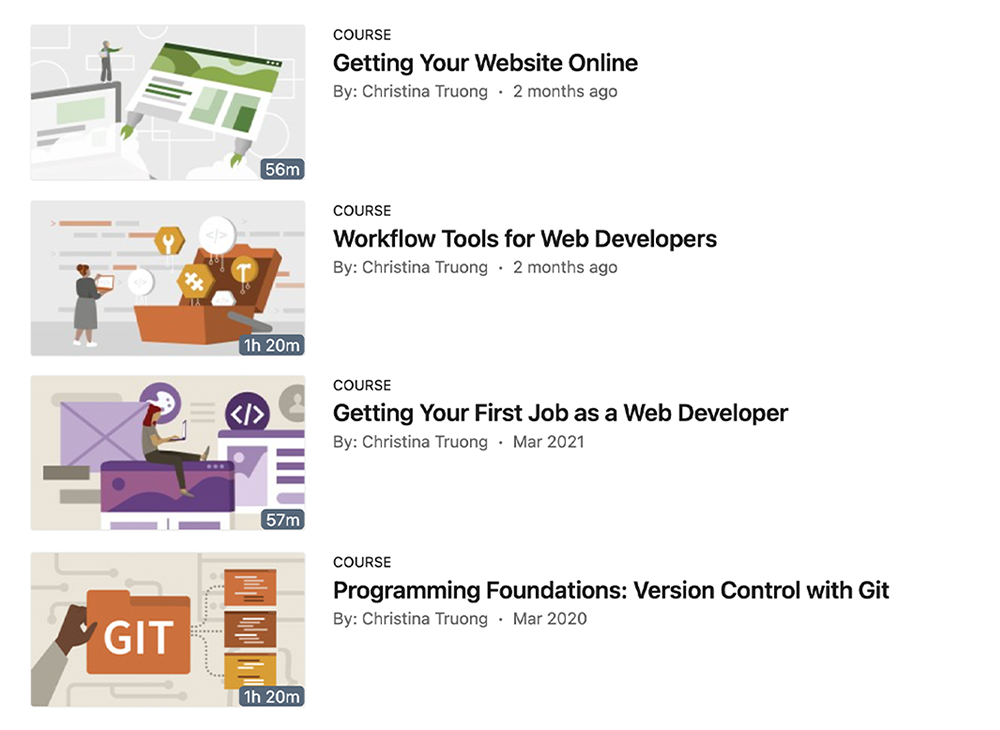 COURSE
Getting Your Website Online
By: Christina Truong · 2 months ago
56m
COURSE
Workflow Tools for Web Developers
By: Christina Truong · 2 months ago
</>
</>
1h 20m
COURSE
Getting Your First Job as a Web Developer
By: Christina Truong · Mar 2021
</>
57m
COURSE
Programming Foundations: Version Control with Git
By: Christina Truong · Mar 2020
GIT
1h 20m